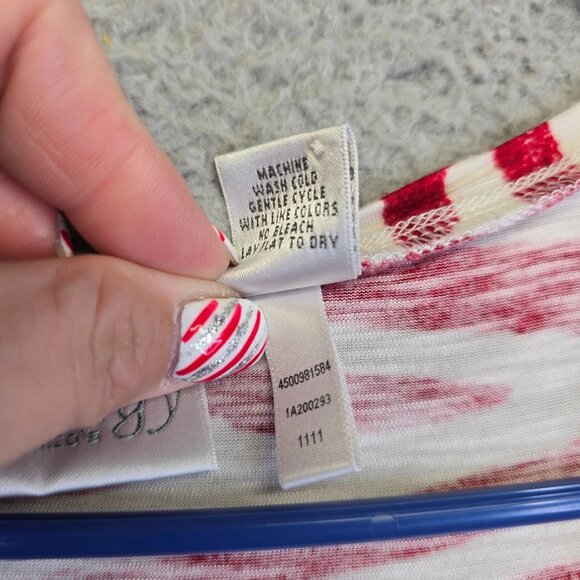 MACHINE
WASH COLD
GENTLE CYCLE
WITH LIKE COLORS
NO BLEACH
LAY FLAT TO DRY
4500981584
1A200293
1111